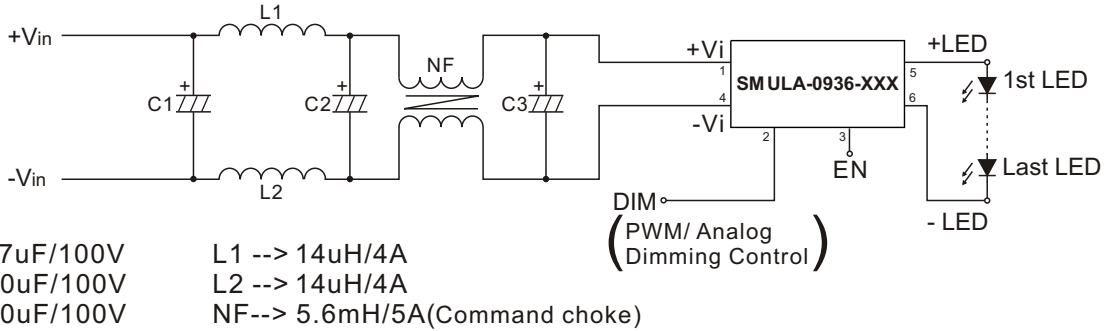 L1
+Vin
NF
+
C1
+
C2
+
C3
+Vi
1
4
-Vi
SMULA-0936-XXX
2
3
5
6
+LED
1st LED
Last LED
- LED
-Vin
L2
EN
DIM
(PWM/ Analog
Dimming Control)
7uF/100V L1 --> 14uH/4A
0uF/100V L2 --> 14uH/4A
0uF/100V NF--> 5.6mH/5A(Command choke)